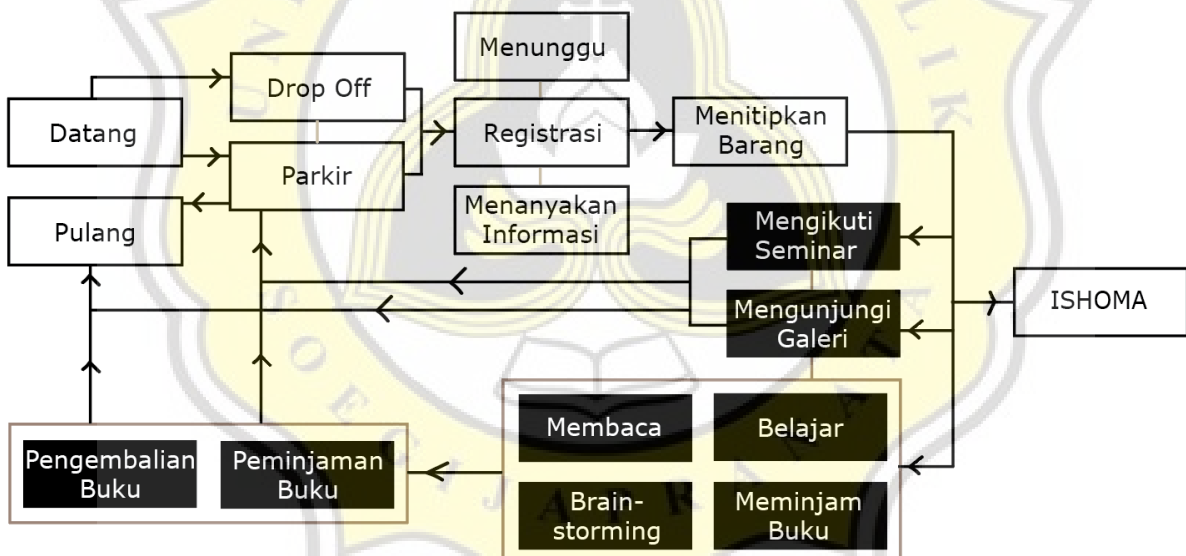 Menunggu
Drop Off
Datang
Registrasi
Menitipkan
Barang
Parkir
Pulang
Menanyakan
Informasi
Mengikuti
Seminar
Mengunjungi
Galeri
ISHOMA
Membaca
Belajar
Pengembalian
Buku
Peminjaman
Buku
Brain-
storming
Meminjam
Buku
SOEGIJAPRANATA